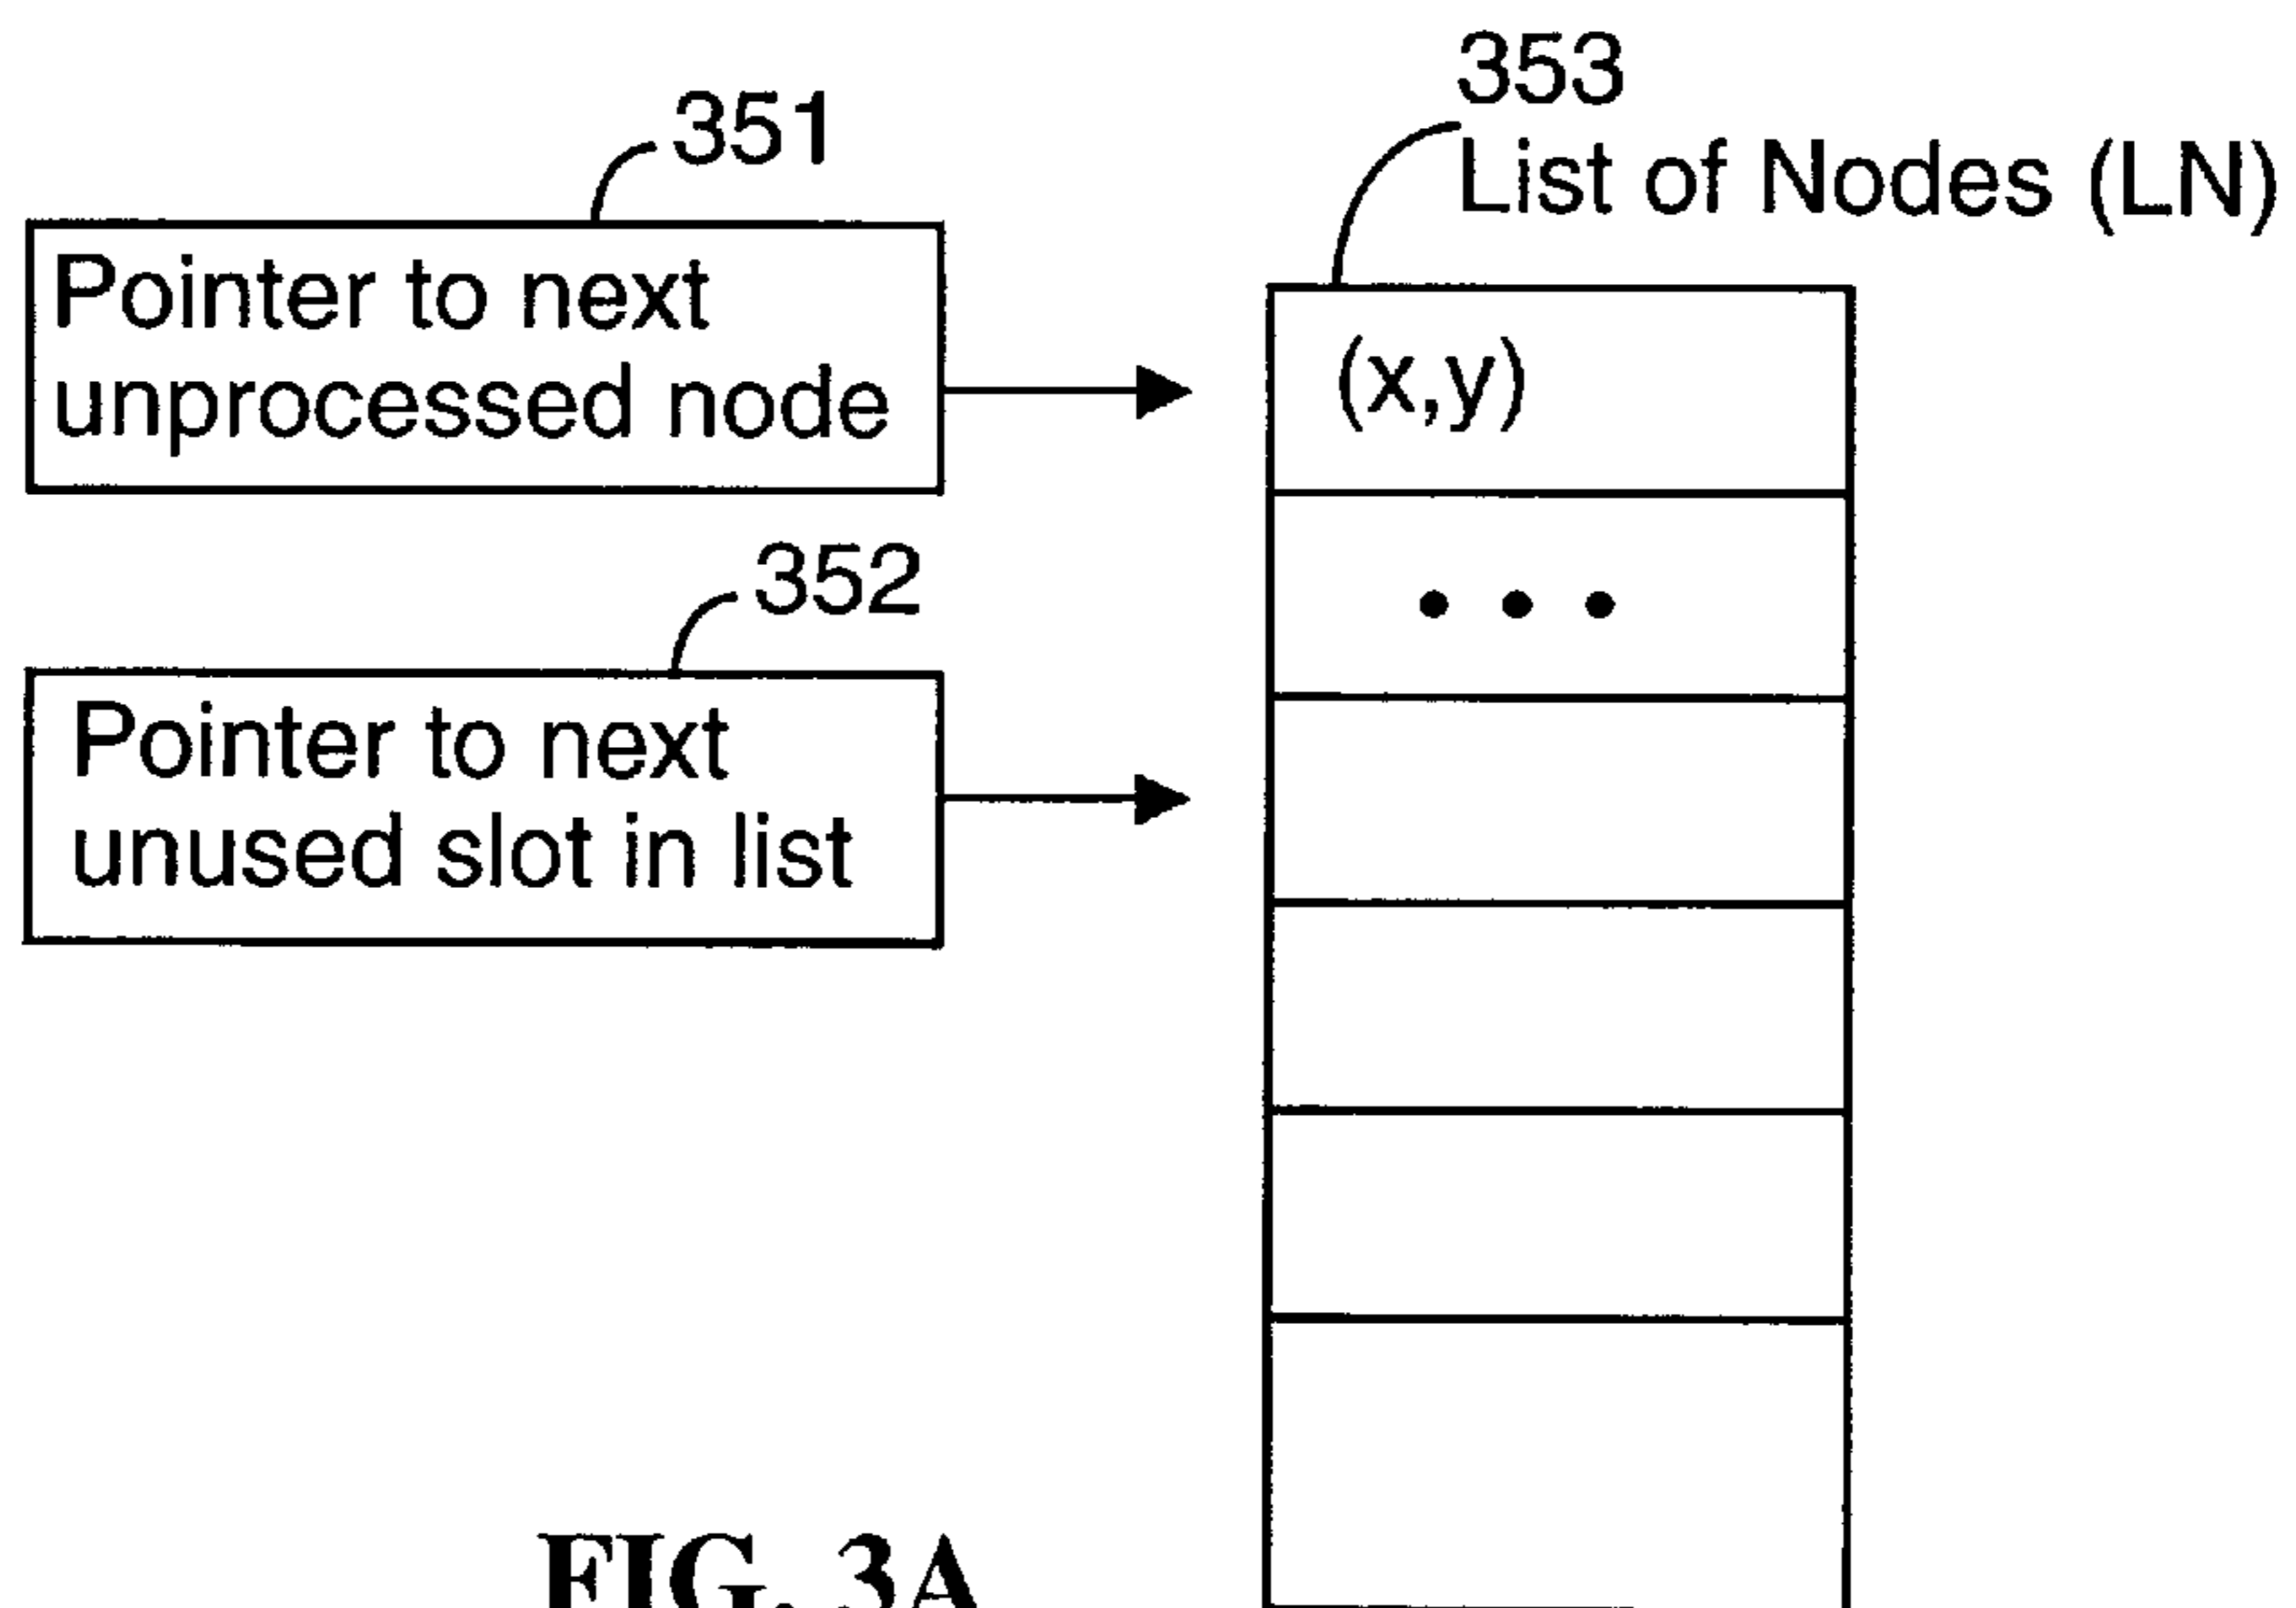 351
Pointer to next
unprocessed node
352
Pointer to next
unused slot in list
353
List of Nodes (LN)
(x,y)
• • •
FIG. 3A